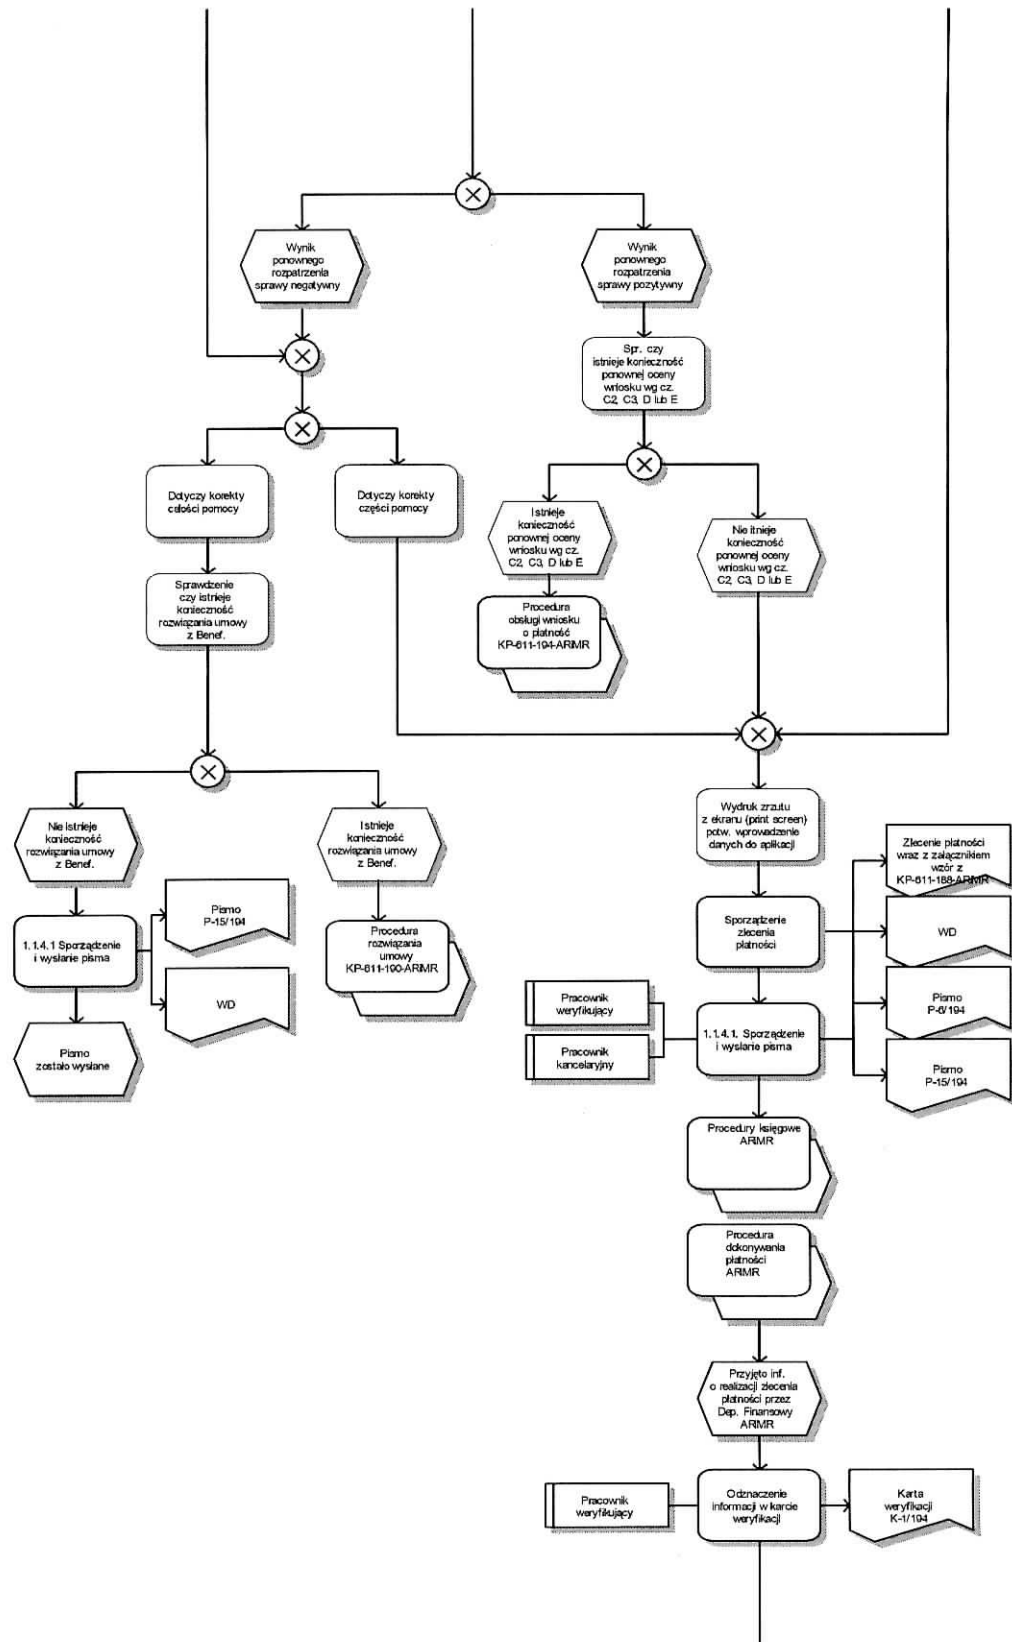 Wynik
ponownego
rozpatrzenia
sprawy negatywny
Wynik
ponownego
rozpatrzenia
sprawy pozytywny
Spr. czy
istnieje konieczność
ponownej oceny
wniosku wg cz.
C2, C3, D lub E
Dotyczy korekty
całości pomocy
Dotyczy korekty
części pomocy
Istnieje
konieczność
ponownej oceny
wniosku wg cz.
C2, C3, D lub E
Nie itnieje
konieczność
ponownej oceny
wniosku wg cz.
C2, C3, D lub E
Sprawdzenie
czy istnieje
konieczność
rozwiązania umowy
z Benef.
Procedura
obsługi wniosku
o płatność
KP-611-194-ARiMR
Nie istnieje
konieczność
rozwiązania umowy
z Benef.
Istnieje
konieczność
rozwiązania umowy
z Benef.
Wydruk zrzutu
z ekranu (print screen)
potw. wprowadzenie
danych do aplikacji
Zlecenie płatności
wraz z załącznikiem
wzór z
KP-611-188-ARiMR
Pismo
P-15/194
1.1.4.1 Sporządzenie
i wysłanie pisma
WD
Procedura
rozwiązania
umowy
KP-611-190-ARiMR
Sporządzenie
zlecenia
płatności
WD
Pismo
zostało wysłane
Pracownik
weryfikujący
Pracownik
kancelaryjny
1.1.4.1. Sporządzenie
i wysłanie pisma
Pismo
P-6/194
Pismo
P-15/194
Procedury księgowe
ARiMR
Procedura
dokonywania
płatności
ARiMR
Przyjęto inf.
o realizacji zlecenia
płatności przez
Dep. Finansowy
ARiMR
Pracownik
weryfikujący
Odznaczenie
informacji w karcie
weryfikacji
Karta
weryfikacji
K-1/194